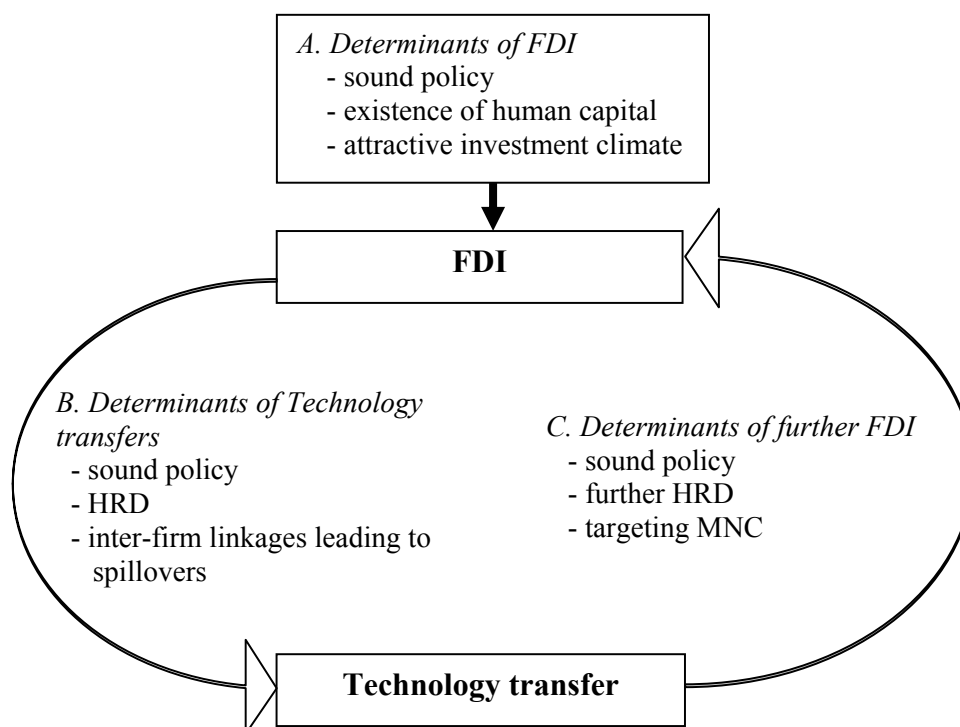 A. Determinants of FDI
- sound policy
- existence of human capital
- attractive investment climate
FDI
B. Determinants of Technology
transfers
- sound policy
- HRD
- inter-firm linkages leading to
spillovers
C. Determinants of further FDI
- sound policy
- further HRD
- targeting MNC
Technology transfer